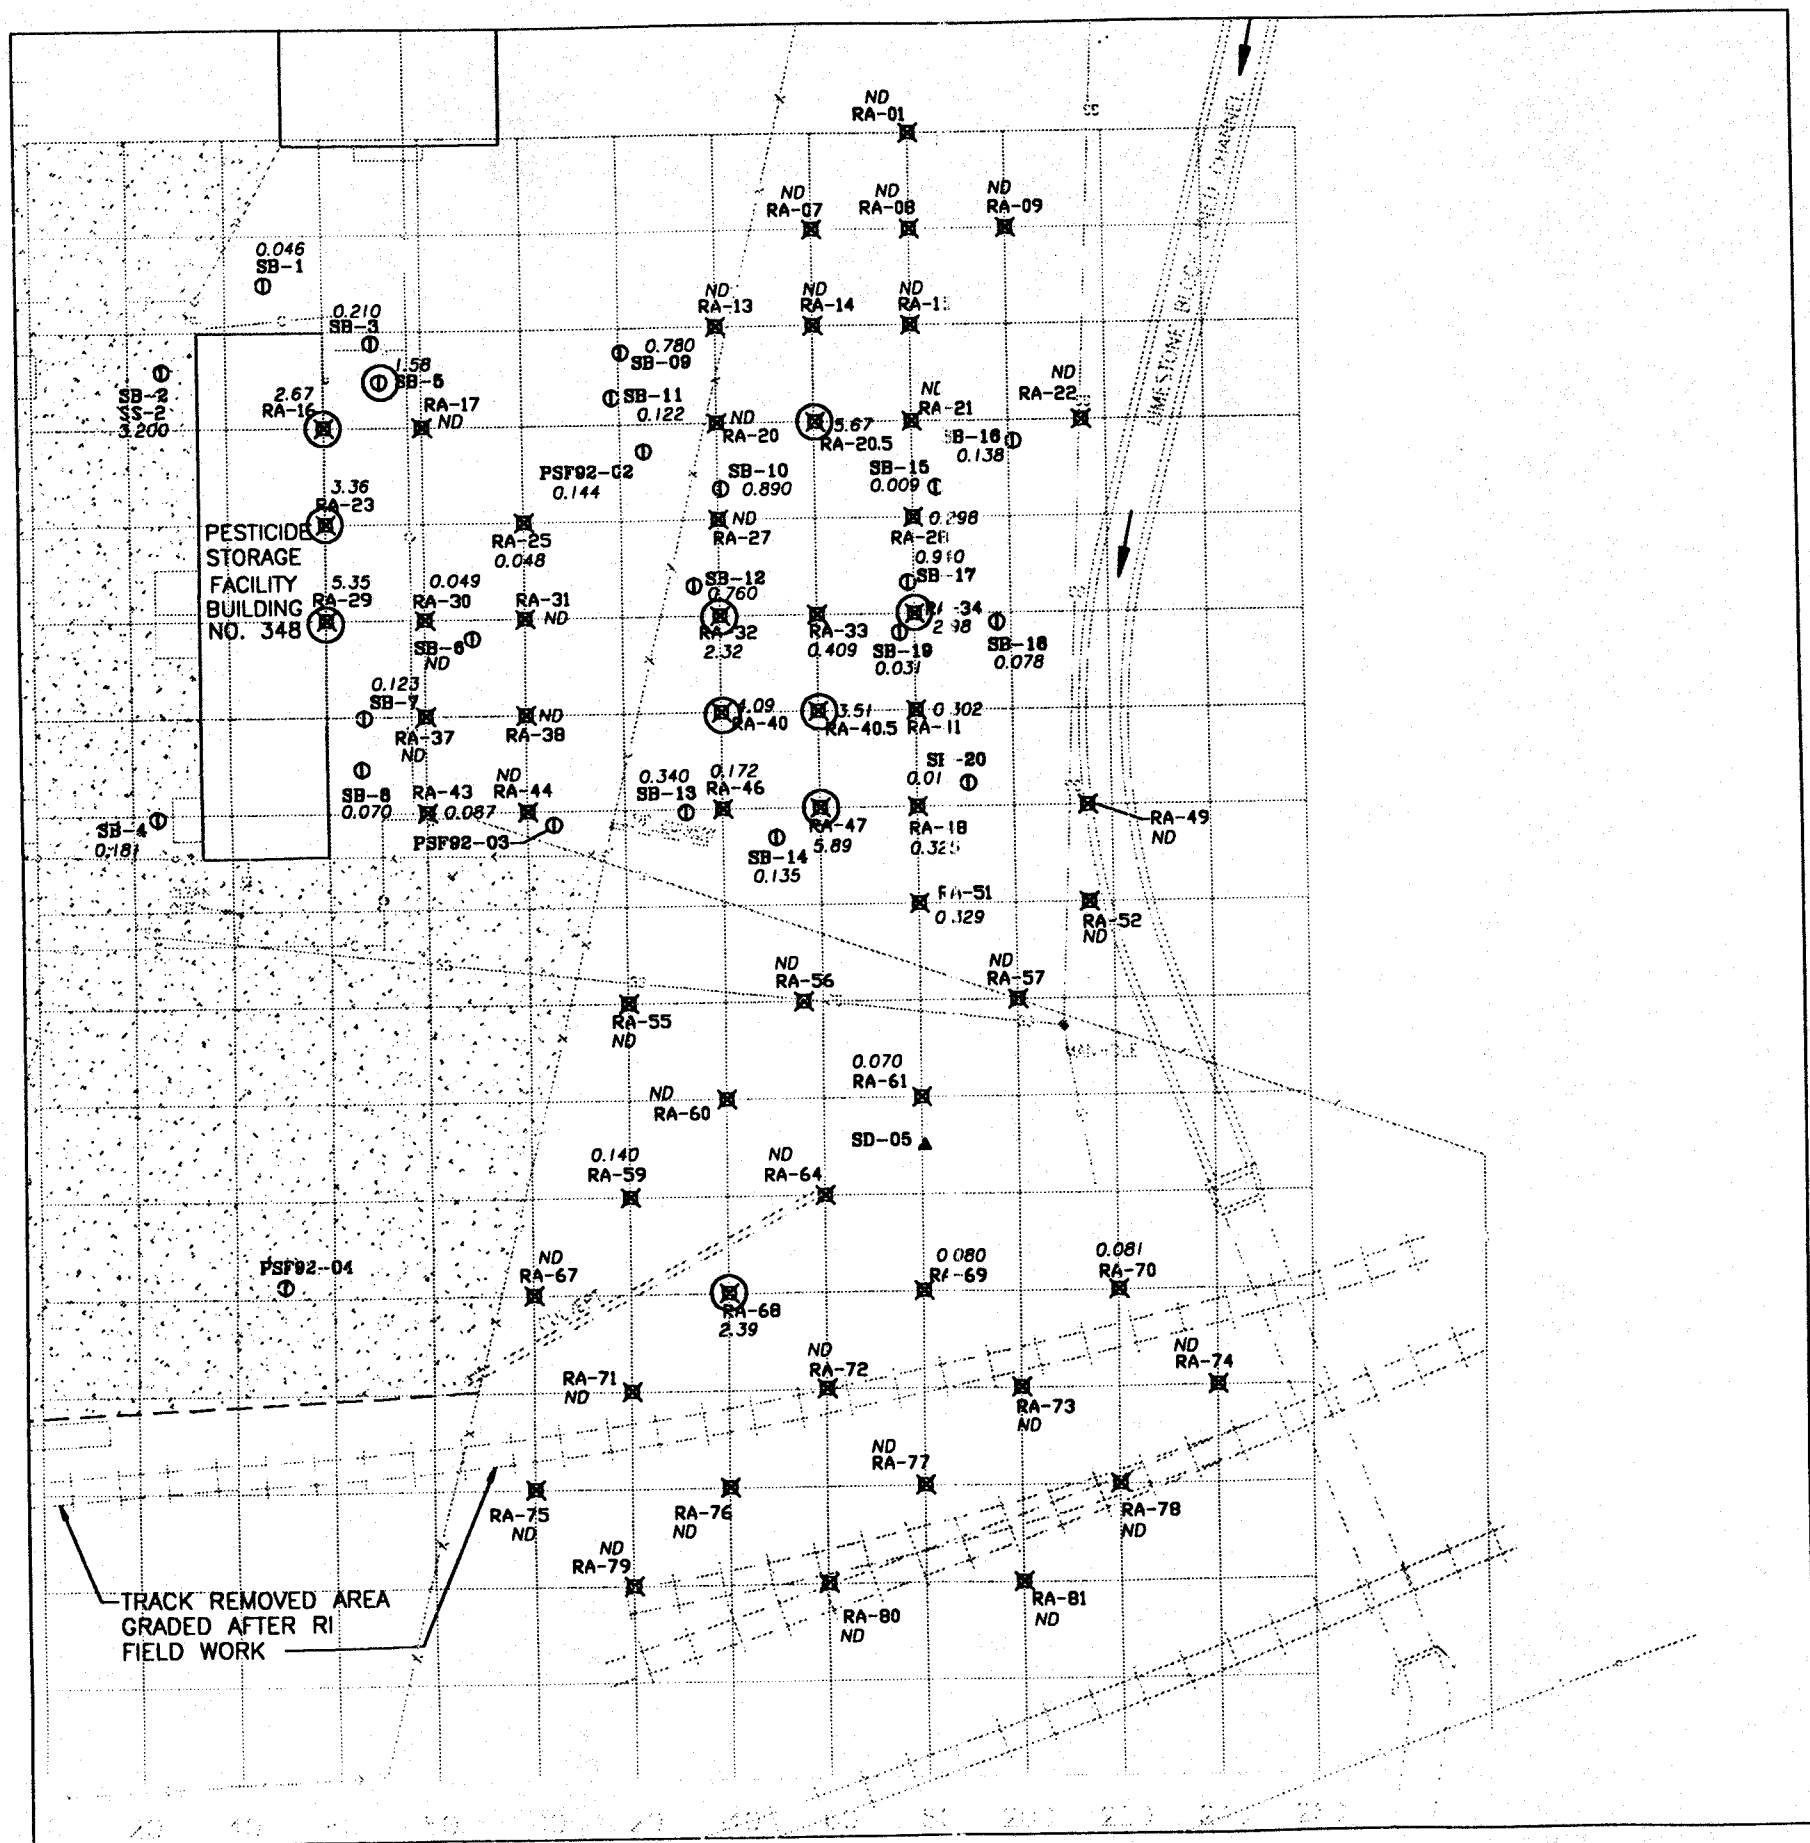 ND
RA-01
ND
RA-07
ND
RA-08
ND
RA-09
0.046
SB-1
ND
RA-13
ND
RA-14
ND
RA-1
0.210
SB-3
0.780
SB-09
1.58
SB-5
SB-2
SS-2
3.200
2.67
RA-16
RA-17
ND
SB-11
0.122
ND
RA-20
5.67
RA-20.5
RA-21
ND
RA-22
0.138
PSF92-02
0.144
SB-10
0.890
SB-15
0.009
3.36
RA-23
RA-25
0.048
ND
RA-27
0.298
SB-17
PESTICIDE
STORAGE
FACILITY
BUILDING
NO. 348
5.35
RA-29
0.049
RA-30
RA-31
ND
SB-12
0.760
RA-32
2.32
RA-33
0.409
-34
SB-6
ND
SB-19
0.031
SB-18
0.078
0.123
SB-7
RA-37
ND
ND
RA-38
RA-40
3.51
RA-40.5
SB-8
0.070
RA-43
0.087
ND
RA-44
0.340
SB-13
0.172
RA-46
-20
0.01
SB-4
0.181
PSF92-03
RA-47
5.89
RA-49
ND
SB-14
0.135
-51
RA-52
ND
ND
RA-56
ND
RA-57
RA-55
ND
0.070
RA-61
ND
RA-60
SD-05
0.140
RA-59
ND
RA-64
PSF92-04
ND
RA-67
RA-68
2.39
0.080
RA-69
0.081
RA-70
RA-71
ND
ND
RA-72
RA-73
ND
ND
RA-74
RA-75
ND
RA-76
ND
ND
RA-77
RA-78
ND
ND
RA-79
RA-80
ND
RA-81
ND
TRACK REMOVED AREA
GRADED AFTER RI
FIELD WORK